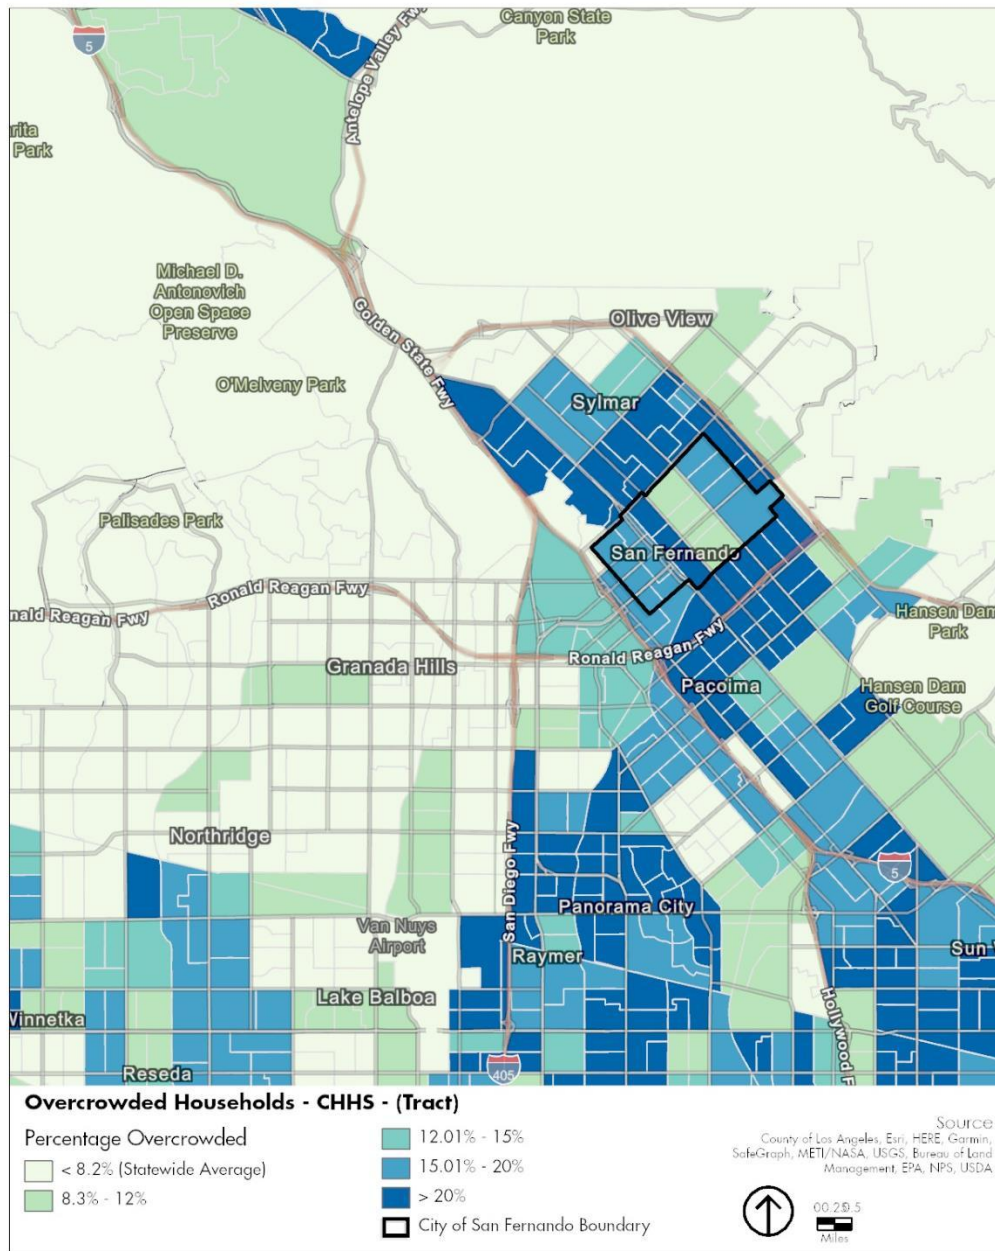 Canyon State
Park
5
Antelope Valley Fwy
rita
Park
Michael D.
Antonovich
Open Space
Preserve
Golden State Fwy
Olive View
O'Melveny Park
Sylmar
Palisades Park
San Fernando
Ronald Reagan Fwy
nald Reagan Fwy
Hansen Dam
Park
Ronald Reagan Fwy
Granada Hills
Pacoima
Hansen Dam
Golf Course
Northridge
San Diego Fwy
5
Panorama City
Van Nuys
Airport
Raymer
Sun V
Lake Balboa
Hollywood F
Winnetka
Reseda
405
Overcrowded Households - CHHS - (Tract)
Percentage Overcrowded
< 8.2% (Statewide Average)
8.3% - 12%
12.01% - 15%
15.01% - 20%
> 20%
City of San Fernando Boundary
Source
County of Los Angeles, Esri, HERE, Garmin,
SafeGraph, METI/NASA, USGS, Bureau of Land
Management, EPA, NPS, USDA
Miles